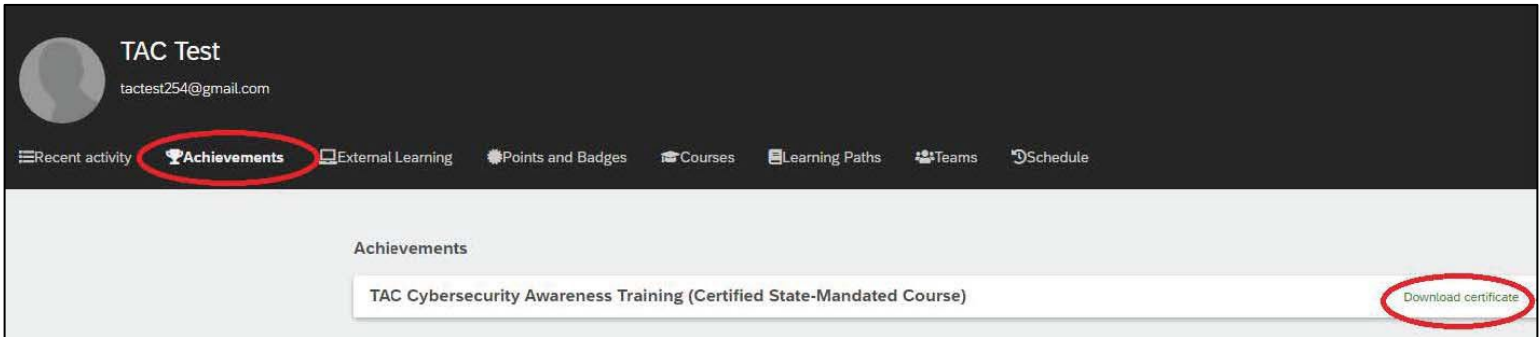 TAC Test
tactest254@gmail.com
Recent activity Achievements External Learning Points and Badges Courses Learning Paths Teams Schedule
Achievements
TAC Cybersecurity Awareness Training (Certified State-Mandated Course) Download certificate